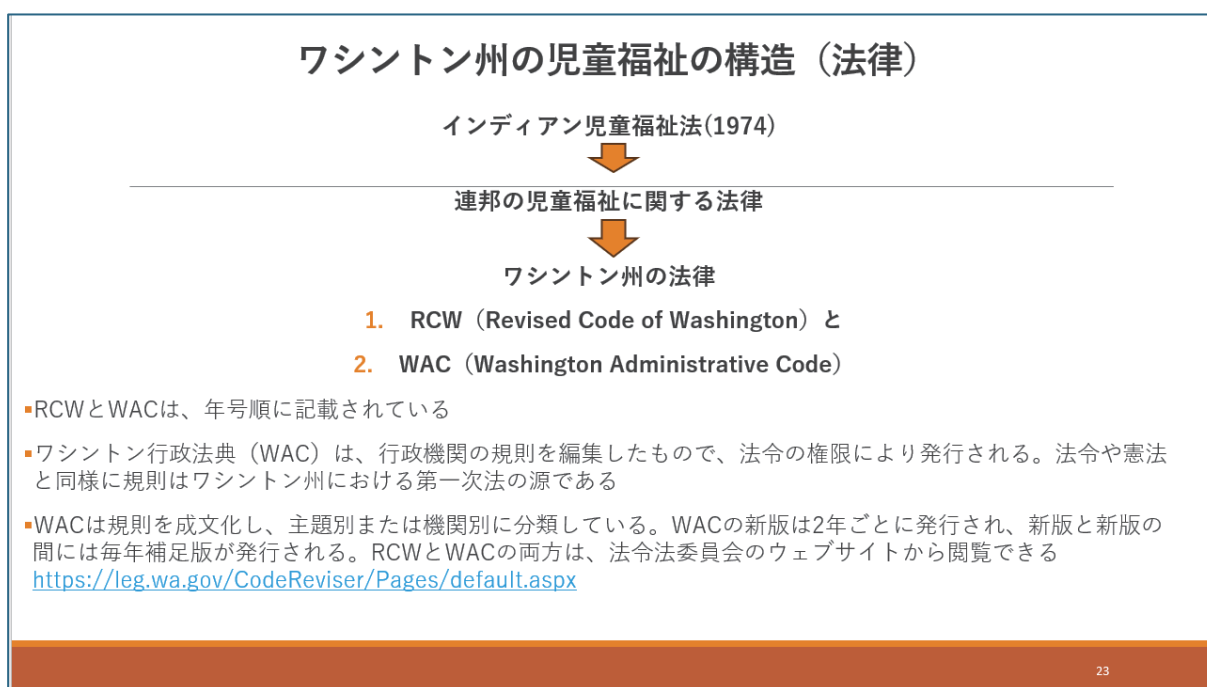 ワシントン州の児童福祉の構造（法律）
インディアン児童福祉法(1974)
連邦の児童福祉に関する法律
ワシントン州の法律
1. RCW（Revised Code of Washington）と
2. WAC（Washington Administrative Code）
▪RCWとWACは、年号順に記載されている
▪ワシントン行政法典（WAC）は、行政機関の規則を編集したもので、法令の権限により発行される。法令や憲法
と同様に規則はワシントン州における第一次法の源である
▪WACは規則を成文化し、主題別または機関別に分類している。WACの新版は2年ごとに発行され、新版と新版の
間には毎年補足版が発行される。RCWとWACの両方は、法令法委員会のウェブサイトから閲覧できる
https://leg.wa.gov/CodeReviser/Pages/default.aspx
23